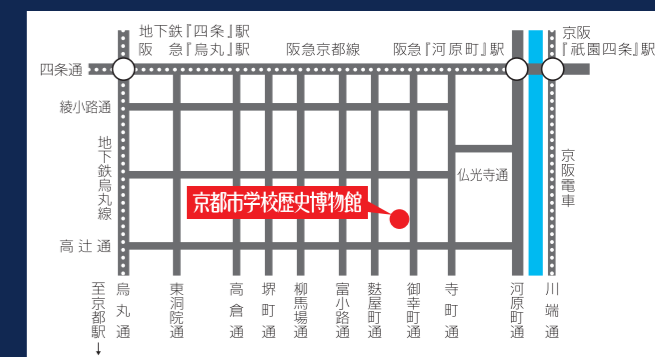 地下鉄『四条』駅
阪　急『烏丸』駅
阪急京都線
阪急『河原町』駅
京阪
『祇園四条』駅
四条通
綾小路通
地下鉄烏丸線
仏光寺通
京阪電車
京都市学校歴史博物館
高辻通
至京都駅
烏丸通
東洞院通
高倉通
堺町通
柳馬場通
富小路通
麩屋町通
御幸町通
寺町通
河原町通
川端通